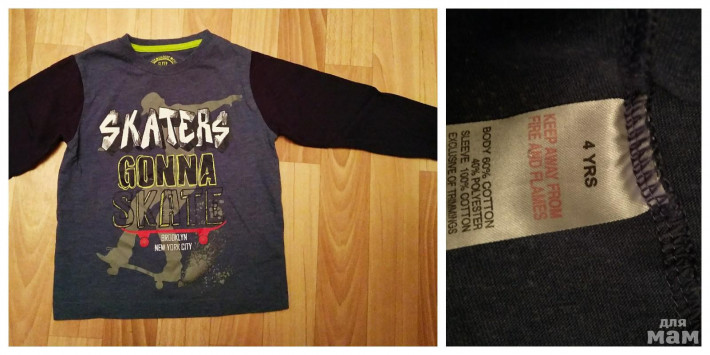 SKATERS
GONNA
SKATE
BROOKLYN
NEW YORK CITY
4 YRS
KEEP AWAY FROM
FIRE AND FLAMES
BODY 60% COTTON
40% POLYESTER
SLEEVE 100% COTTON
EXCLUSIVE OF TRIMMINGS
для
мам